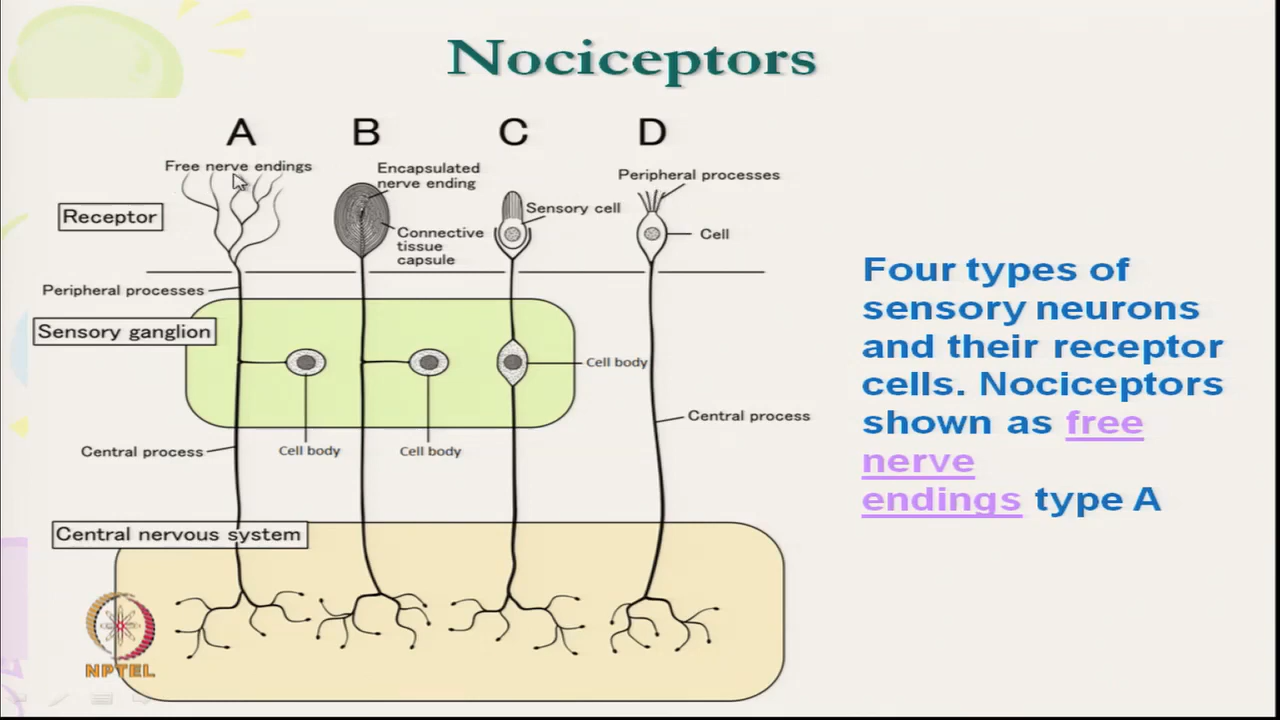 Nociceptors
A B C D
Free nerve endings
Encapsulated
nerve ending
Peripheral processes
Receptor
Sensory cell
Connective
tissue
capsule
Cell
Peripheral processes
Sensory ganglion
Cell body
Central process
Central process
Cell body
Cell body
Central nervous system
NPTEL
Four types of
sensory neurons
and their receptor
cells. Nociceptors
shown as free
nerve
endings type A